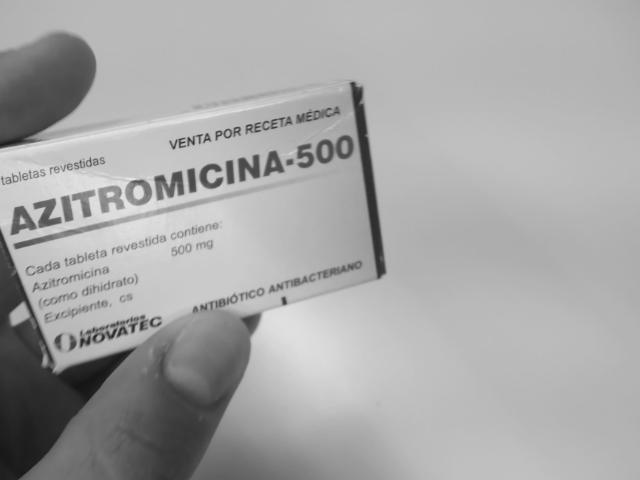 VENTA POR RECETA MÉDICA
tabletas revestidas
AZITROMICINA-500
Cada tableta revestida contiene:
Azitromicina 500 mg
(como dihidrato)
Excipiente, cs
ANTIBIÓTICO ANTIBACTERIANO
Laboratorios
NOVATEC